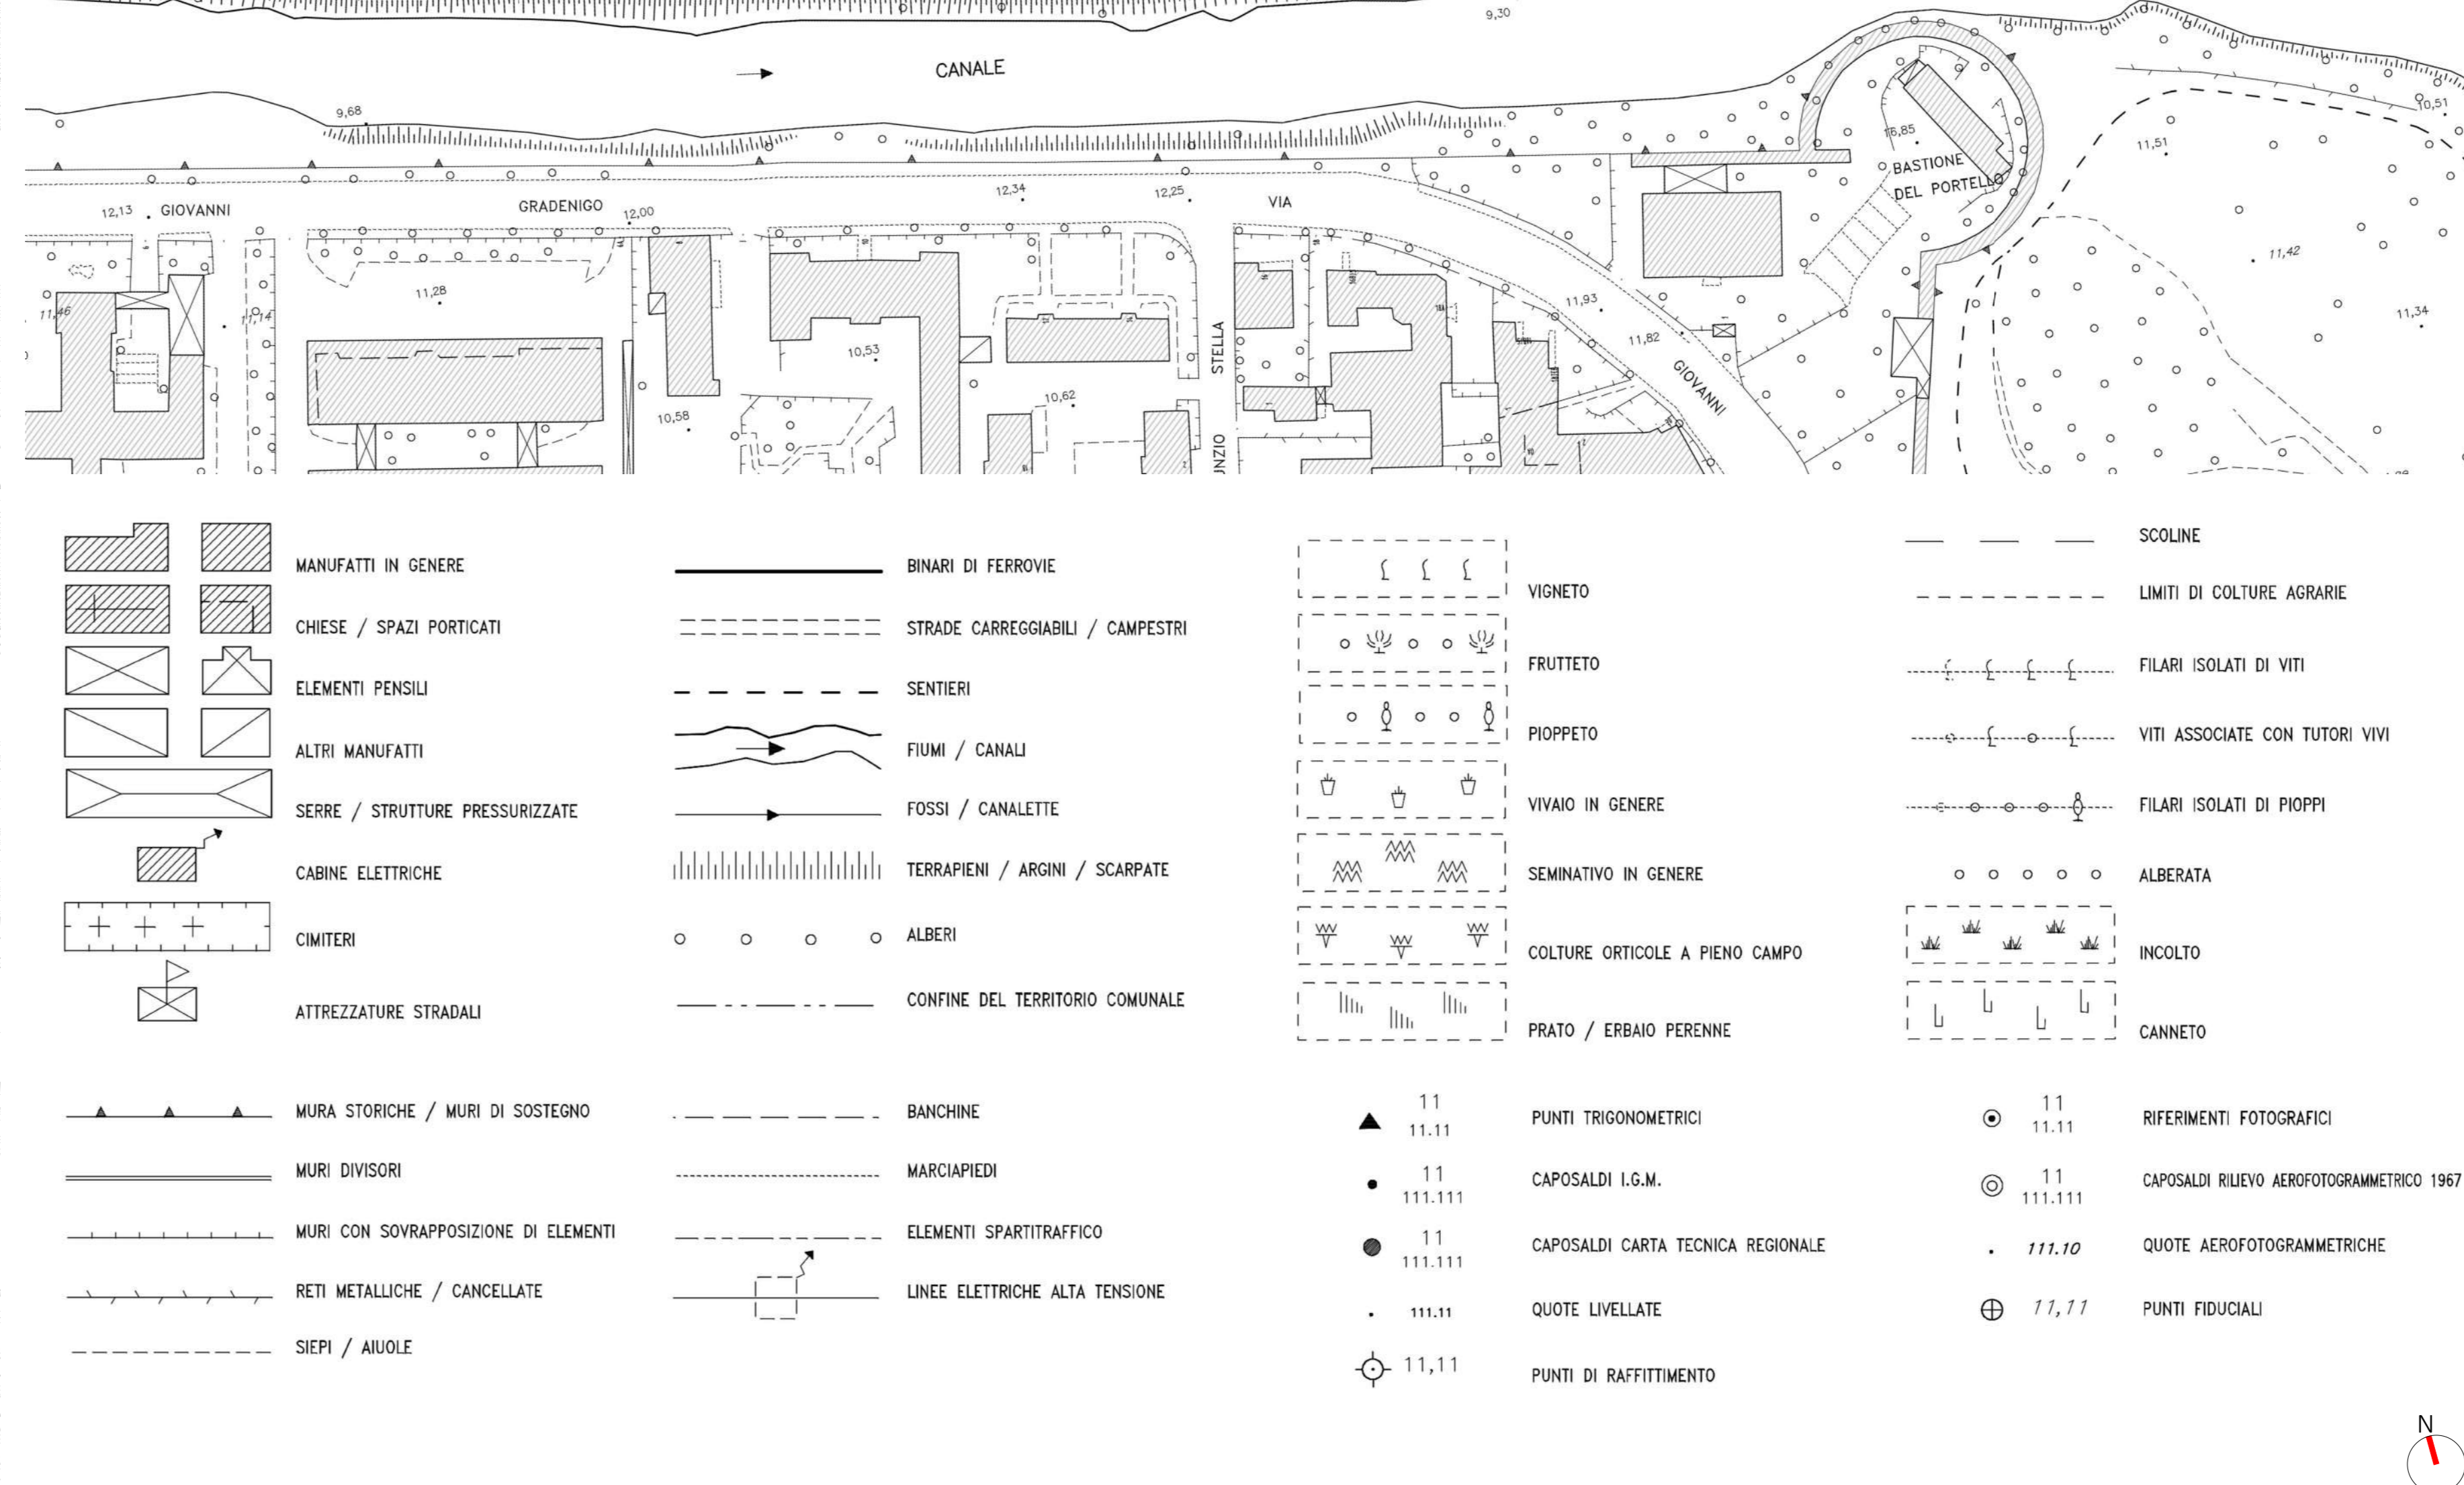 9,30
CANALE
9,68
10,51
16,85
11,51
BASTIONE
DEL PORTELLO
12,34
12,25
12,13
GIOVANNI
GRADENIGO
12,00
VIA
11,42
11,28
11,46
11,14
11,93
11,34
11,82
10,53
STELLA
GIOVANNI
10,62
10,58
UNZIO
MANUFATTI IN GENERE
CHIESE / SPAZI PORTICATI
ELEMENTI PENSILI
ALTRI MANUFATTI
SERRE / STRUTTURE PRESSURIZZATE
CABINE ELETTRICHE
CIMITERI
ATTREZZATURE STRADALI
MURA STORICHE / MURI DI SOSTEGNO
MURI DIVISORI
MURI CON SOVRAPPOSIZIONE DI ELEMENTI
RETI METALLICHE / CANCELLATE
SIEPI / AIUOLE
BINARI DI FERROVIE
STRADE CARREGGIABILI / CAMPESTRI
SENTIERI
FIUMI / CANALI
FOSSI / CANALETTE
TERRAPIENI / ARGINI / SCARPATE
ALBERI
CONFINE DEL TERRITORIO COMUNALE
BANCHINE
MARCIAPIEDI
ELEMENTI SPARTITRAFFICO
LINEE ELETTRICHE ALTA TENSIONE
VIGNETO
FRUTTETO
PIOPPETO
VIVAIO IN GENERE
SEMINATIVO IN GENERE
COLTURE ORTICOLE A PIENO CAMPO
PRATO / ERBAIO PERENNE
11
11.11
PUNTI TRIGONOMETRICI
11
111.111
CAPOSALDI I.G.M.
11
111.111
CAPOSALDI CARTA TECNICA REGIONALE
111.11
QUOTE LIVELLATE
11,11
PUNTI DI RAFFITTIMENTO
SCOLINE
LIMITI DI COLTURE AGRARIE
FILARI ISOLATI DI VITI
VITI ASSOCIATE CON TUTORI VIVI
FILARI ISOLATI DI PIOPPI
ALBERATA
INCOLTO
CANNETO
11
11.11
RIFERIMENTI FOTOGRAFICI
11
111.111
CAPOSALDI RILIEVO AEROFOTOGRAMMETRICO 1967
111.10
QUOTE AEROFOTOGRAMMETRICHE
11,11
PUNTI FIDUCIALI
N